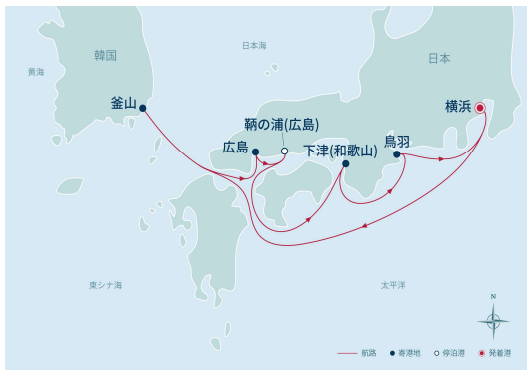 日本海
韓国
日本
黄海
釜山
横浜
鞆の浦(広島)
広島
下津(和歌山)
鳥羽
東シナ海
太平洋
N
航路
寄港地
停泊港
発着港